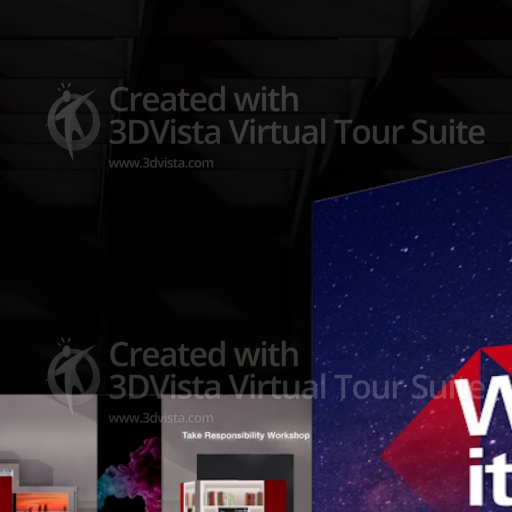 Created with
3DVista Virtual Tour Suite
www.3dvista.com
Created with
3DVista Virtual Tour Suite
www.3dvista.com
Take Responsibility Workshop
W
it